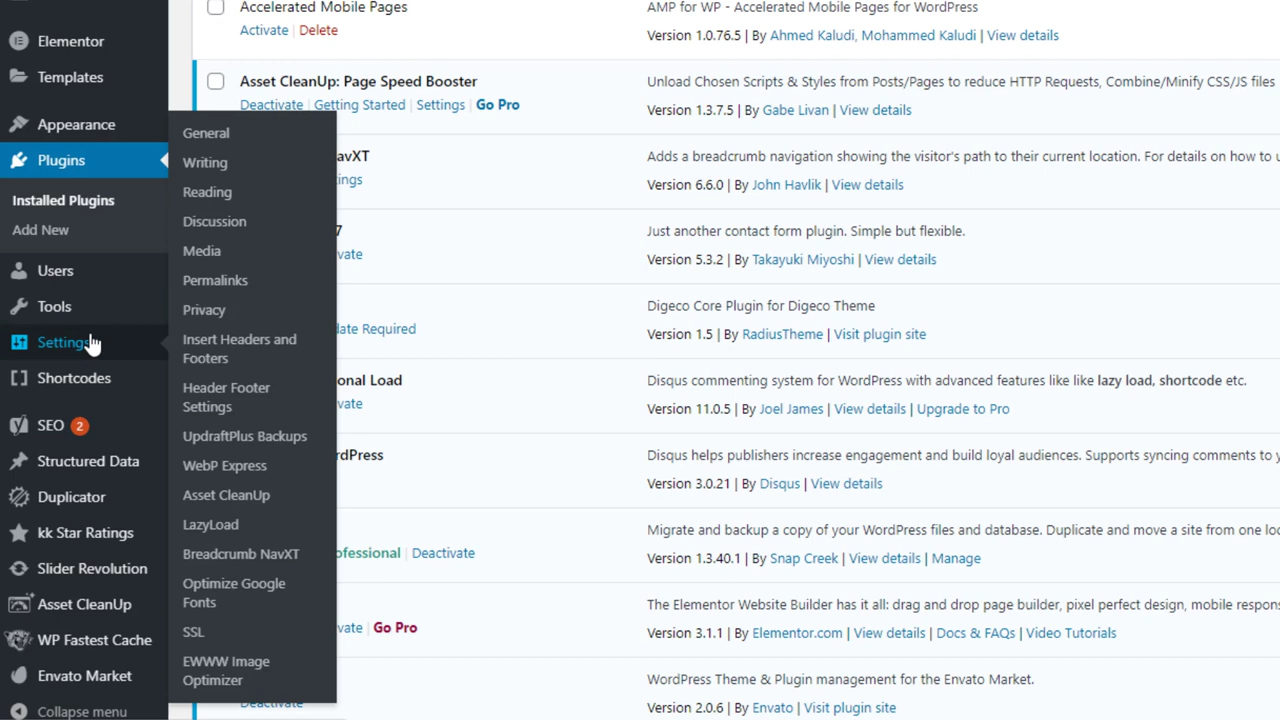 Elementor
Templates
Appearance
Plugins
Installed Plugins
Add New
Users
Tools
Settings
Shortcodes
SEO 2
Structured Data
Duplicator
kk Star Ratings
Slider Revolution
Asset CleanUp
WP Fastest Cache
Envato Market
Collapse menu
General
Writing
Reading
Discussion
Media
Permalinks
Privacy
Insert Headers and
Footers
Header Footer
Settings
UpdraftPlus Backups
WebP Express
Asset CleanUp
LazyLoad
Breadcrumb NavXT
Optimize Google
Fonts
SSL
EWWW Image
Optimizer
Accelerated Mobile Pages
Activate | Delete
AMP for WP - Accelerated Mobile Pages for WordPress
Version 1.0.76.5 | By Ahmed Kaludi, Mohammed Kaludi | View details
Asset CleanUp: Page Speed Booster
Deactivate | Getting Started | Settings | Go Pro
Unload Chosen Scripts & Styles from Posts/Pages to reduce HTTP Requests, Combine/Minify CSS/JS files
Version 1.3.7.5 | By Gabe Livan | View details
avXT
ings
Adds a breadcrumb navigation showing the visitor's path to their current location. For details on how to u
Version 6.6.0 | By John Havlik | View details
7
vate
Just another contact form plugin. Simple but flexible.
Version 5.3.2 | By Takayuki Miyoshi | View details
date Required
Digeco Core Plugin for Digeco Theme
Version 1.5 | By RadiusTheme | Visit plugin site
onal Load
vate
Disqus commenting system for WordPress with advanced features like like lazy load, shortcode etc.
Version 11.0.5 | By Joel James | View details | Upgrade to Pro
rdPress
Disqus helps publishers increase engagement and build loyal audiences. Supports syncing comments to y
Version 3.0.21 | By Disqus | View details
ofessional | Deactivate
Migrate and backup a copy of your WordPress files and database. Duplicate and move a site from one loc
Version 1.3.40.1 | By Snap Creek | View details | Manage
vate | Go Pro
The Elementor Website Builder has it all: drag and drop page builder, pixel perfect design, mobile respons
Version 3.1.1 | By Elementor.com | View details | Docs & FAQs | Video Tutorials
Deactivate
WordPress Theme & Plugin management for the Envato Market.
Version 2.0.6 | By Envato | Visit plugin site